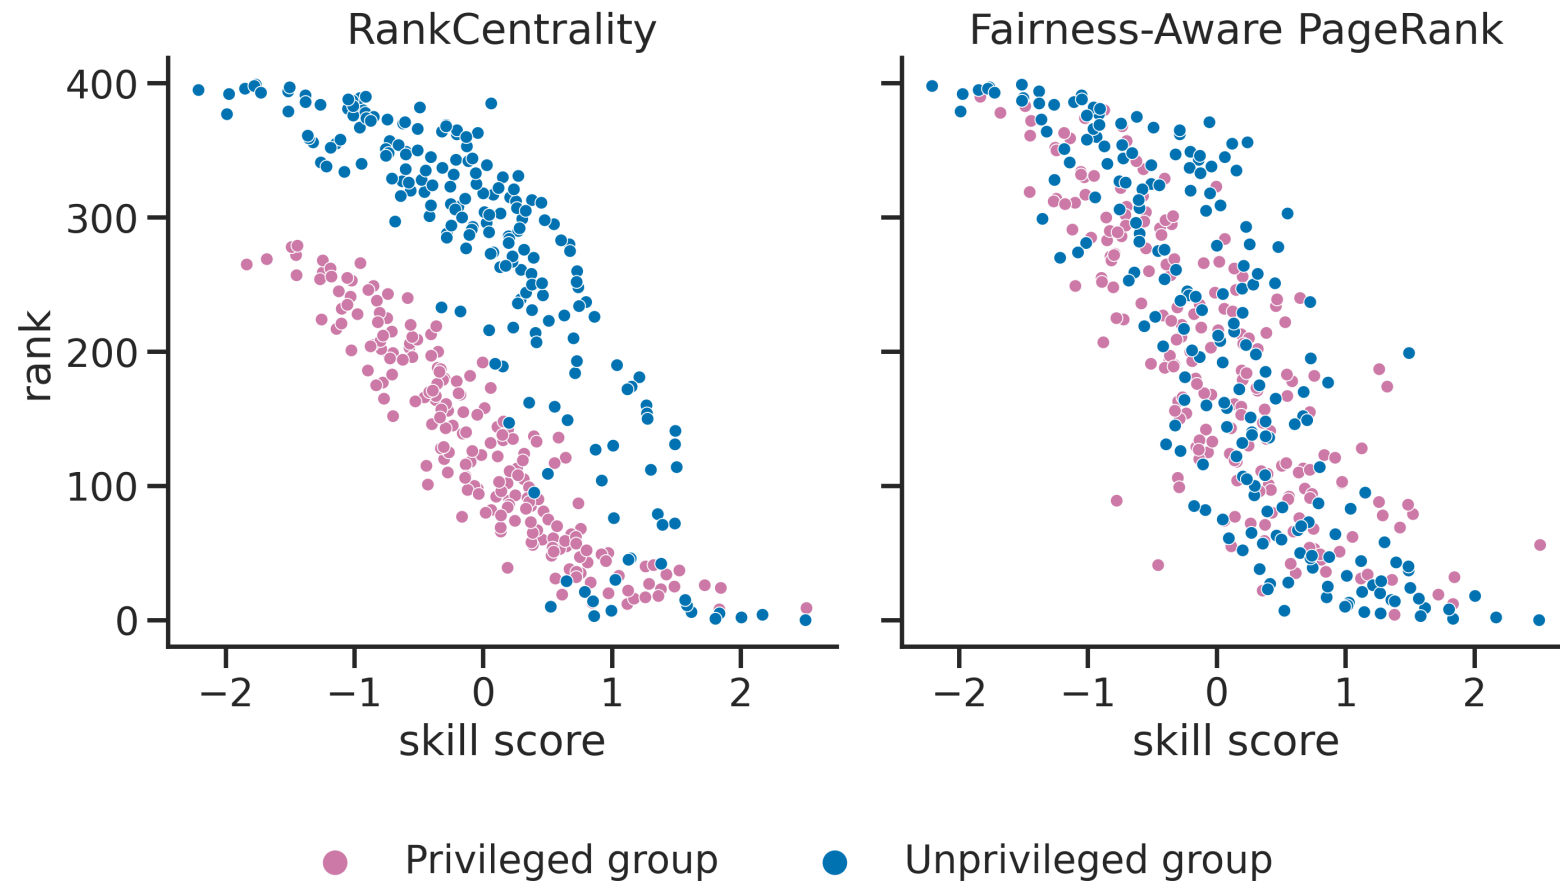 RankCentrality
Fairness-Aware PageRank
400
300
200
100
0
rank
−2 −1 0 1 2
−2 −1 0 1 2
skill score
skill score
Privileged group
Unprivileged group